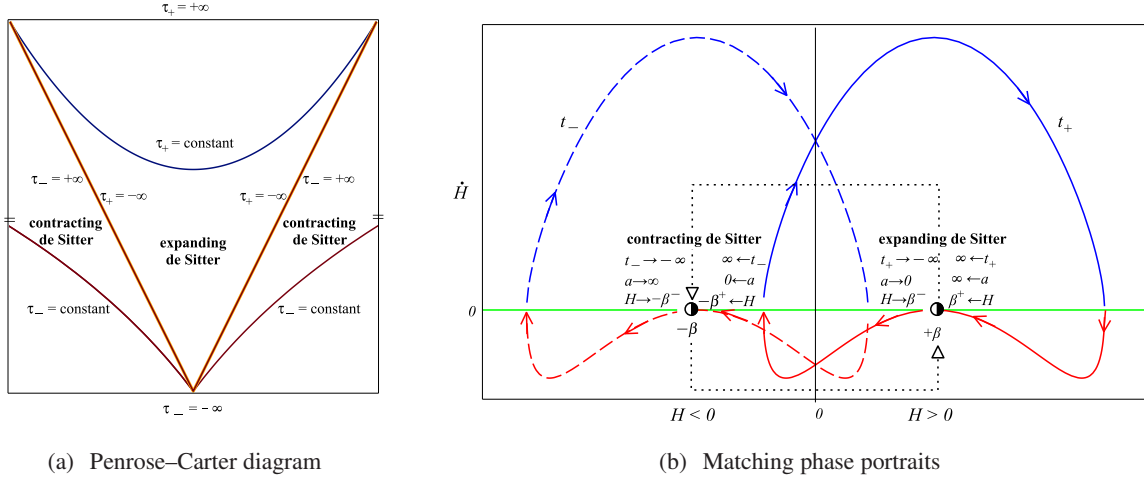 τ₊ = +∞
τ₊ = constant
τ₋ = +∞
τ₊ = −∞
τ₊ = −∞
τ₋ = +∞
contracting
de Sitter
expanding
de Sitter
contracting
de Sitter
τ₋ = constant
τ₋ = constant
τ₋ = − ∞
(a) Penrose–Carter diagram
t₋
t₊
Ḣ
contracting de Sitter
t₋→− ∞ ∞←t₋
a→∞ 0←a
H→−β⁻ −β⁺←H
expanding de Sitter
t₊→− ∞ ∞←t₊
a→0 ∞←a
H→β⁻ β⁺←H
0
−β
+β
H < 0
0
H > 0
(b) Matching phase portraits